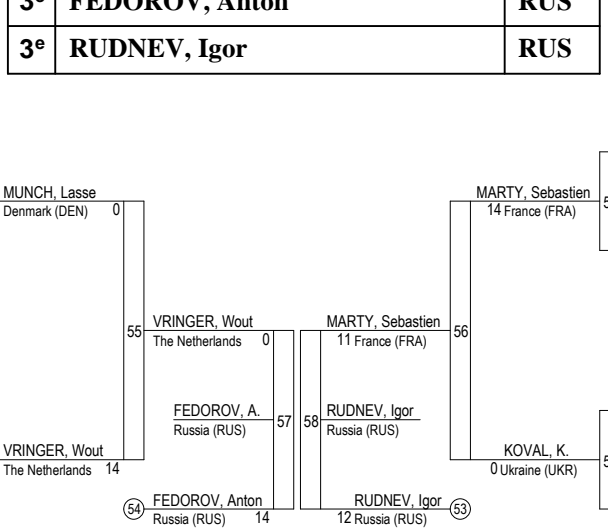 3e FEDOROV, Anton RUS
3e RUDNEV, Igor RUS
MUNCH, Lasse
Denmark (DEN) 0
MARTY, Sebastien
14 France (FRA)
55
VRINGER, Wout
The Netherlands 0
MARTY, Sebastien
11 France (FRA)
56
FEDOROV, A.
Russia (RUS)
57
58
RUDNEV, Igor
Russia (RUS)
VRINGER, Wout
The Netherlands 14
KOVAL, K.
0 Ukraine (UKR)
54
FEDOROV, Anton
Russia (RUS) 14
RUDNEV, Igor
12 Russia (RUS)
53